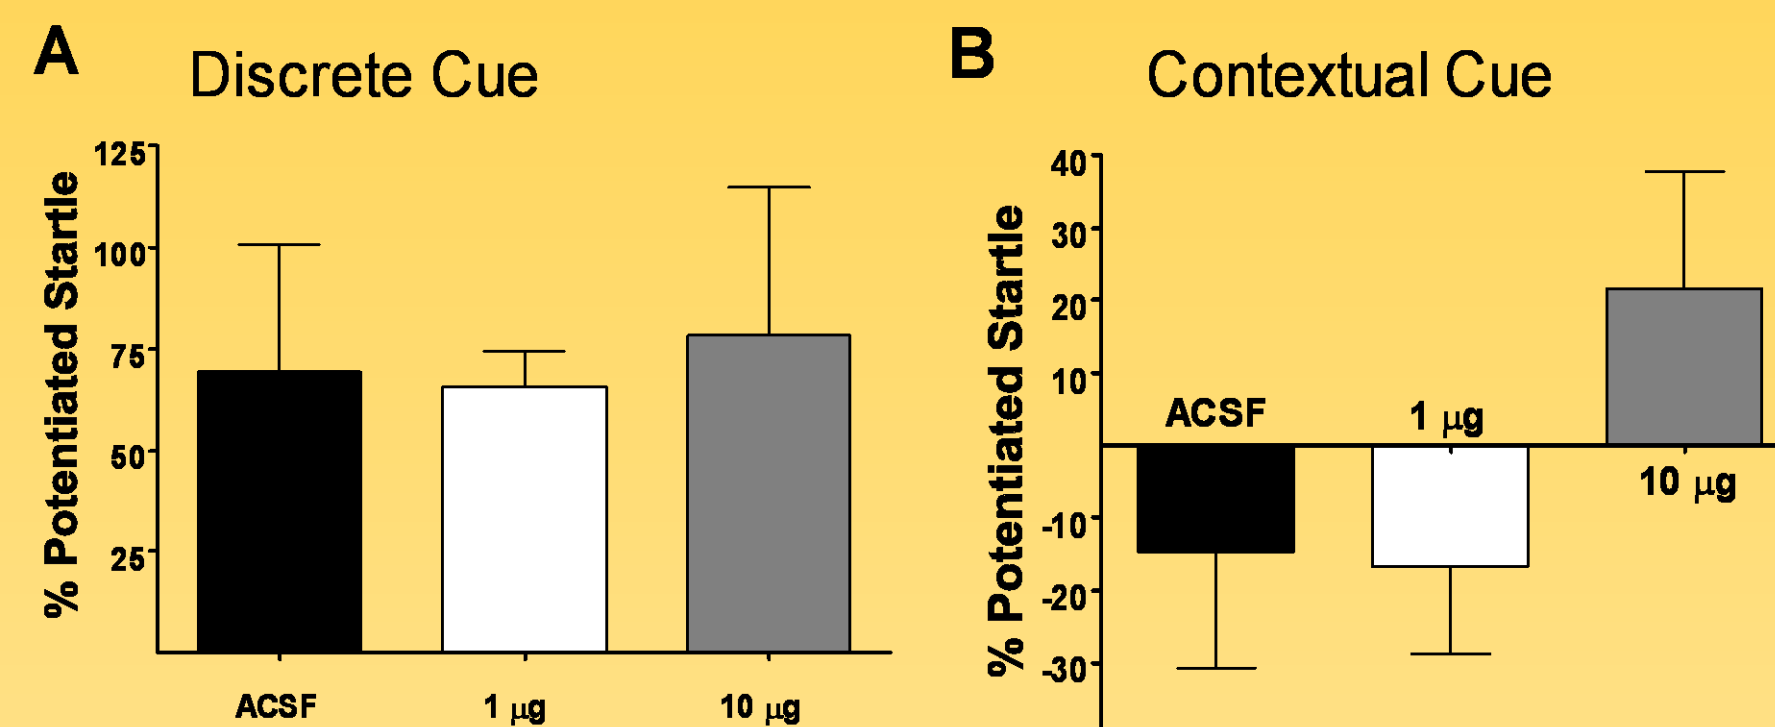 A
Discrete Cue
% Potentiated Startle
125
100
75
50
25
ACSF
1 μg
10 μg
B
Contextual Cue
% Potentiated Startle
40
30
20
10
-10
-20
-30
ACSF
1 μg
10 μg